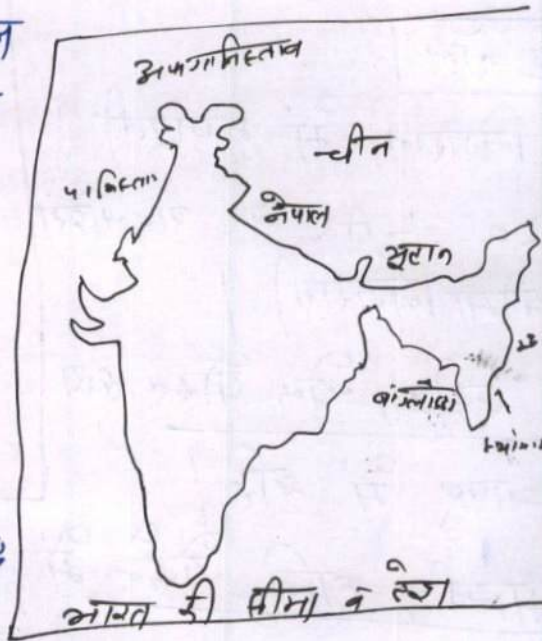 अफगानिस्तान
चीन
पाकिस्तान
नेपाल
भूटान
बांग्लादेश
भारत की सीमा व देश